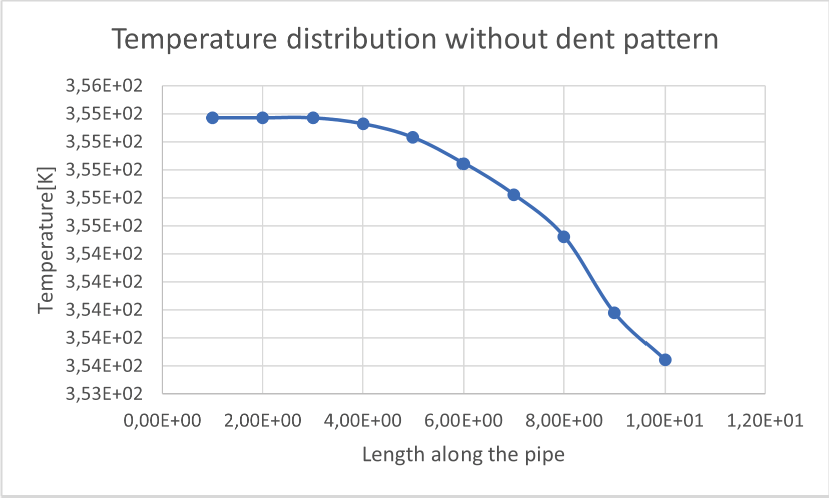 Temperature distribution without dent pattern
3,56E+02
3,55E+02
3,55E+02
3,55E+02
3,55E+02
3,55E+02
3,54E+02
3,54E+02
3,54E+02
3,54E+02
3,54E+02
3,53E+02
Temperature[K]
0,00E+00 2,00E+00 4,00E+00 6,00E+00 8,00E+00 1,00E+01 1,20E+01
Length along the pipe